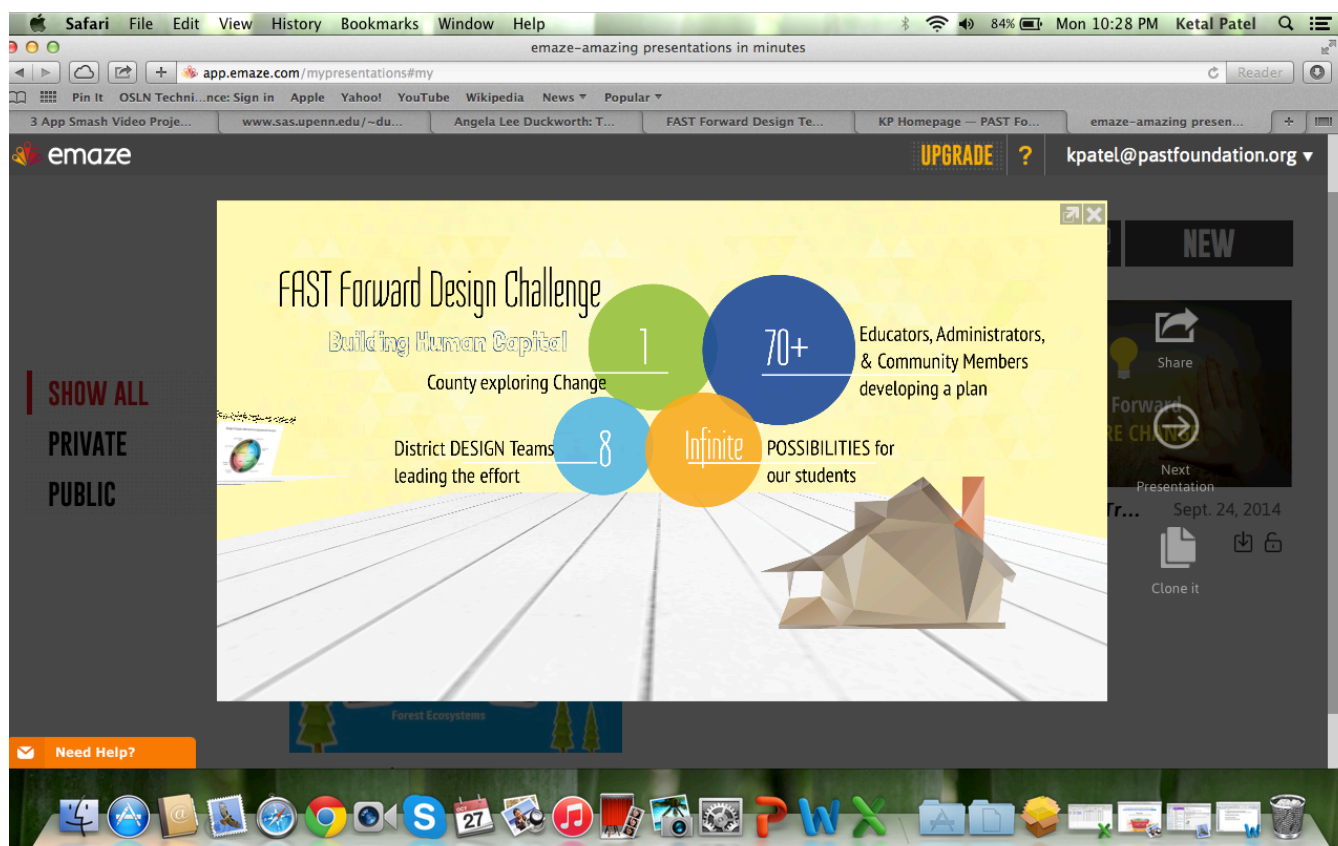 Safari File Edit View History Bookmarks Window Help
84% Mon 10:28 PM Ketal Patel
emaze-amazing presentations in minutes
app.emaze.com/mypresentations#my
Reader
Pin It OSLN Techni...nce: Sign in Apple Yahoo! YouTube Wikipedia News Popular
3 App Smash Video Proje... www.sas.upenn.edu/~du... Angela Lee Duckworth: T... FAST Forward Design Te... KP Homepage — PAST Fo... emaze-amazing presen...
emaze
UPGRADE ? kpatel@pastfoundation.org
NEW
SHOW ALL
PRIVATE
PUBLIC
FAST Forward Design Challenge
Building Human Capital
1
County exploring Change
70+
Educators, Administrators,
& Community Members
developing a plan
District DESIGN Teams
leading the effort
8
Infinite
POSSIBILITIES for
our students
Share
Forward
RE CH
Next
Presentation
Tr... Sept. 24, 2014
Clone it
Forest Ecosystems
Need Help?
OCT
27